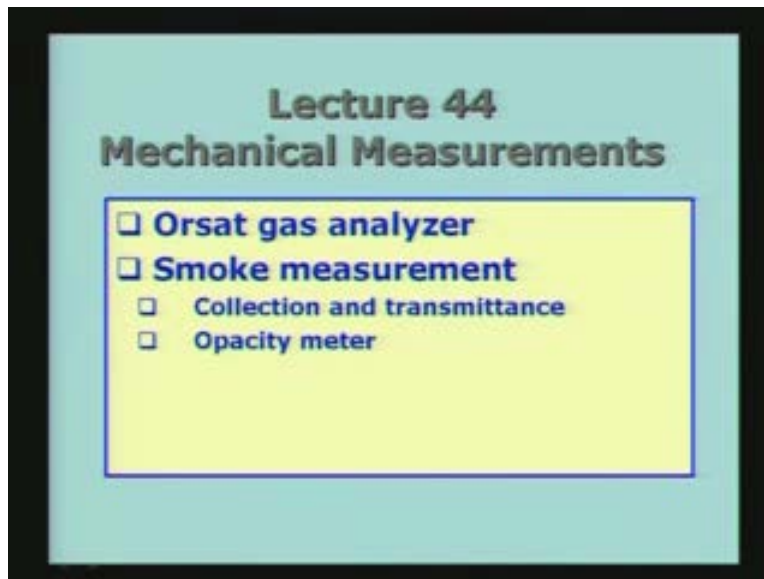 Lecture 44
Mechanical Measurements
Orsat gas analyzer
Smoke measurement
Collection and transmittance
Opacity meter